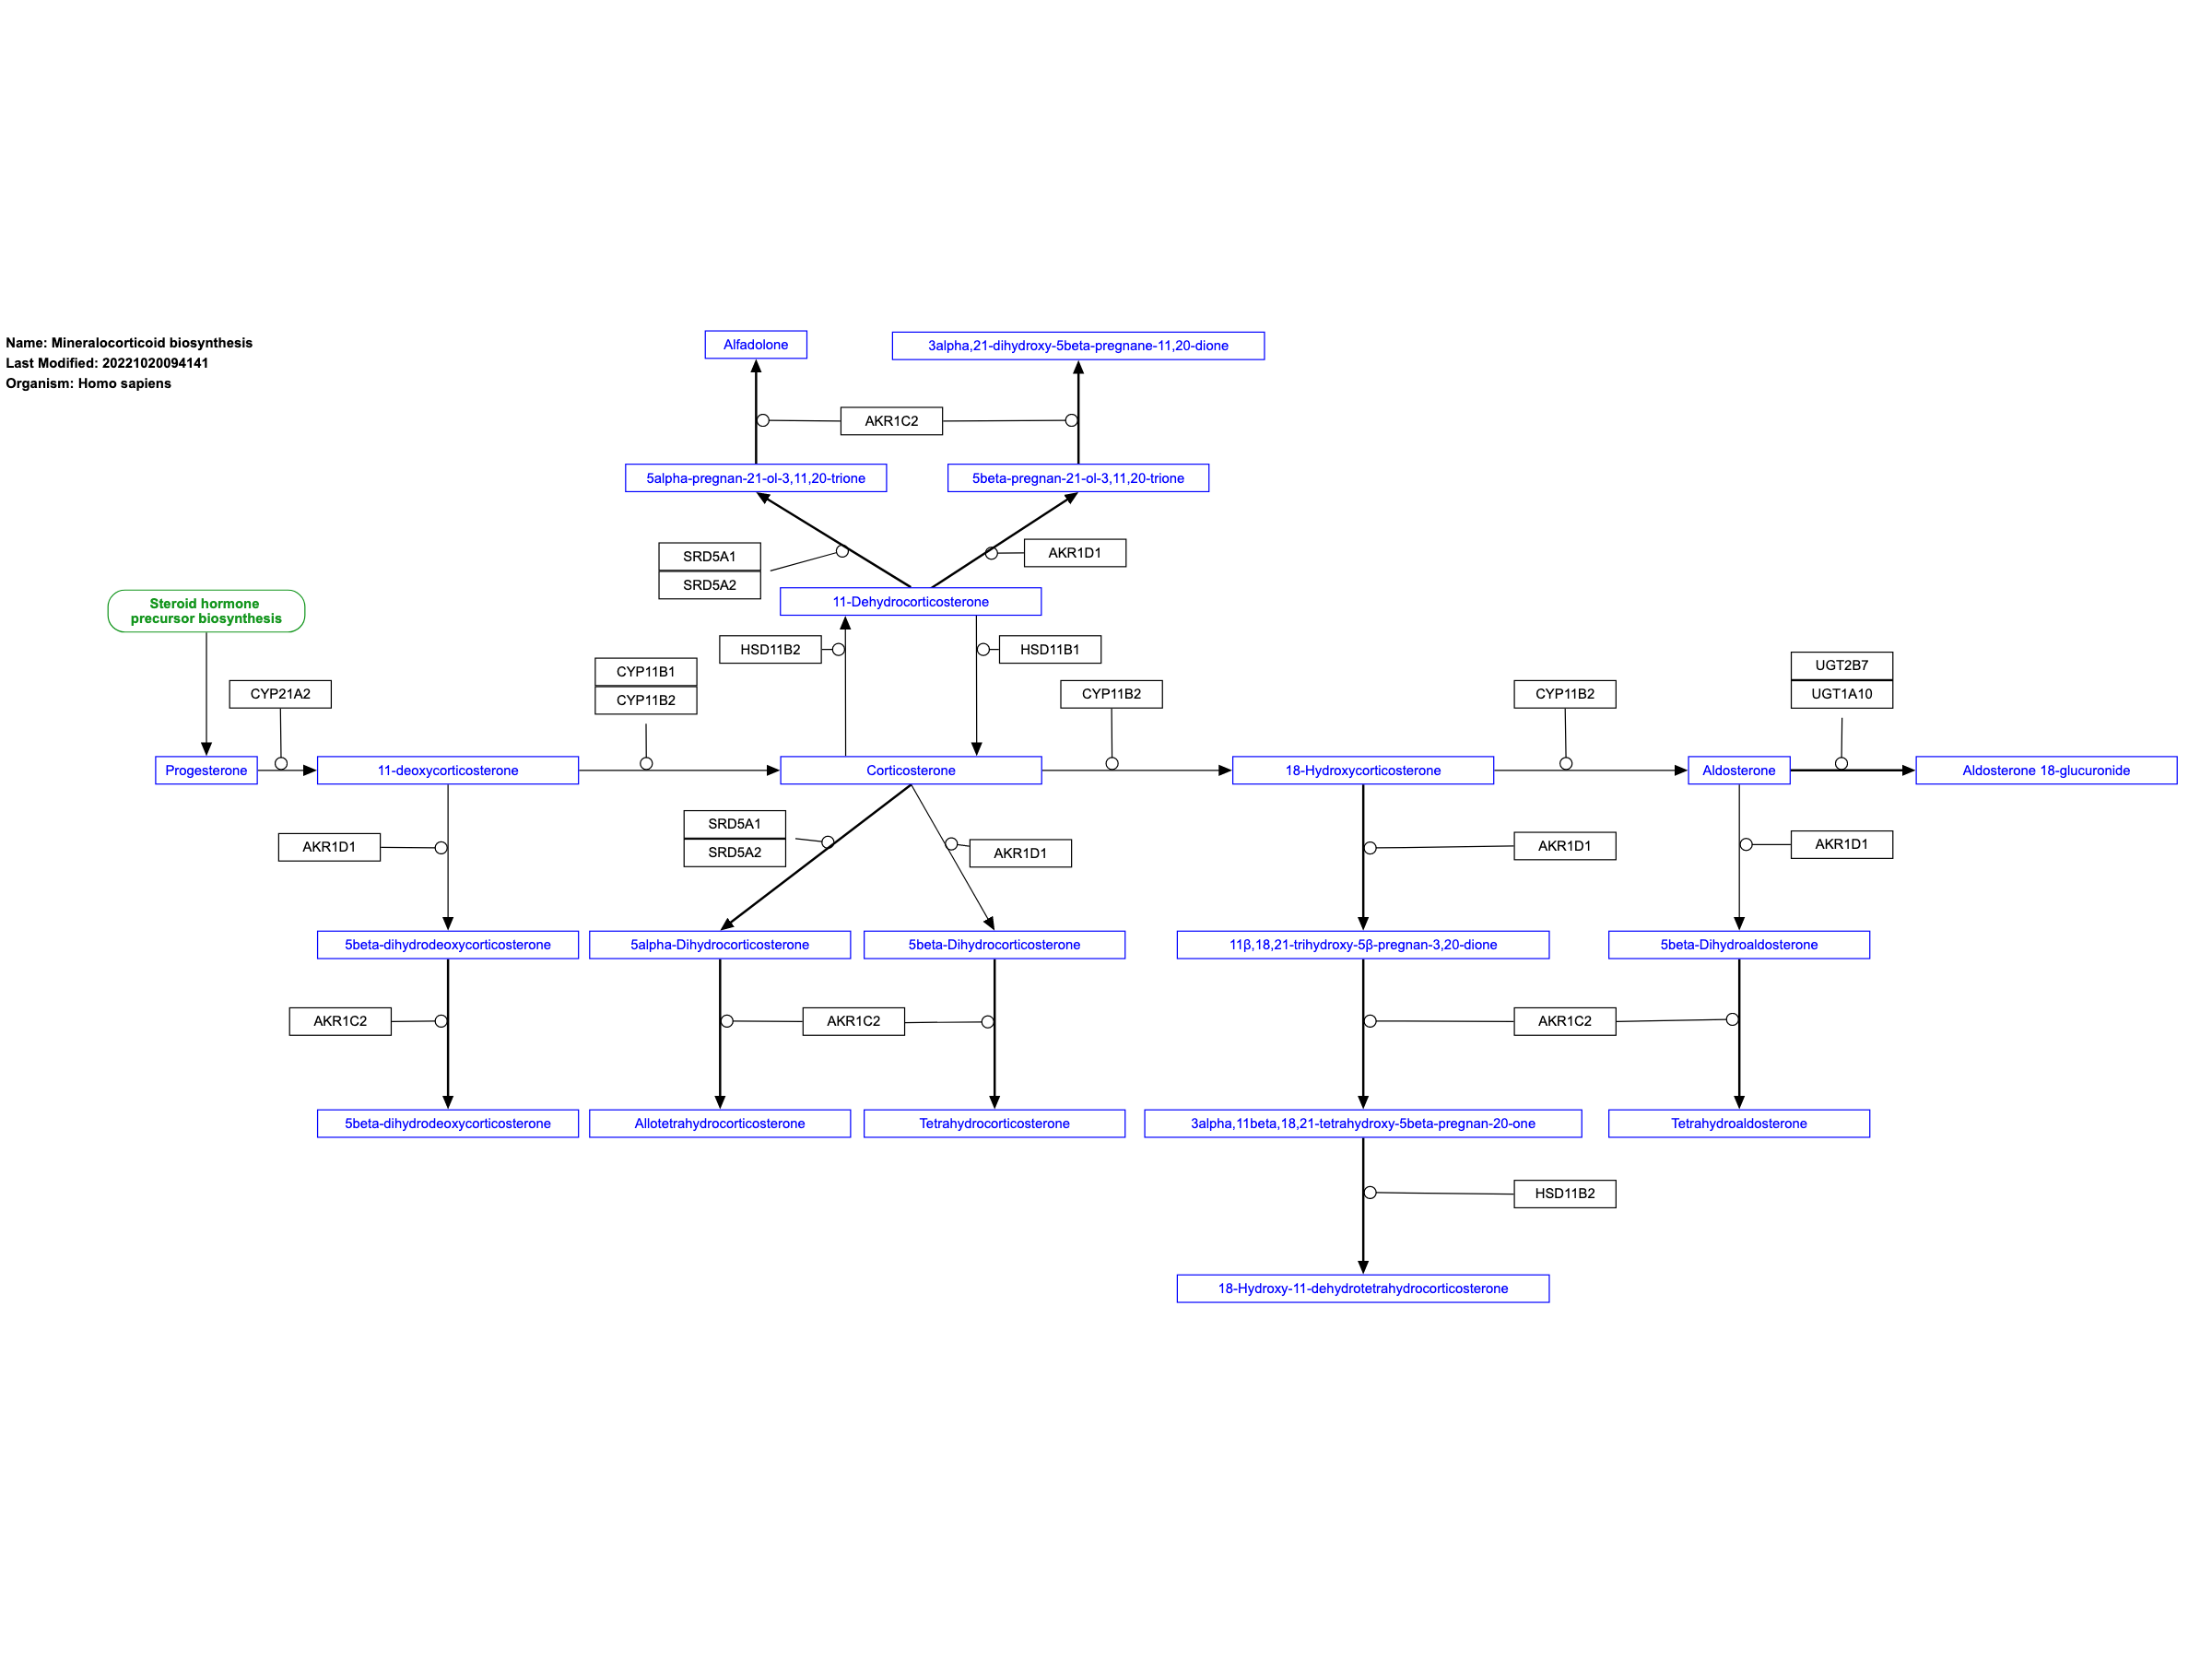 Name: Mineralocorticoid biosynthesis
Last Modified: 20221020094141
Organism: Homo sapiens
Alfadolone
3alpha,21-dihydroxy-5beta-pregnane-11,20-dione
AKR1C2
5alpha-pregnan-21-ol-3,11,20-trione
5beta-pregnan-21-ol-3,11,20-trione
SRD5A1
SRD5A2
AKR1D1
11-Dehydrocorticosterone
Steroid hormone
precursor biosynthesis
HSD11B2
HSD11B1
CYP21A2
CYP11B1
CYP11B2
CYP11B2
CYP11B2
UGT2B7
UGT1A10
Progesterone
11-deoxycorticosterone
Corticosterone
18-Hydroxycorticosterone
Aldosterone
Aldosterone 18-glucuronide
AKR1D1
SRD5A1
SRD5A2
AKR1D1
AKR1D1
AKR1D1
5beta-dihydrodeoxycorticosterone
5alpha-Dihydrocorticosterone
5beta-Dihydrocorticosterone
11β,18,21-trihydroxy-5β-pregnan-3,20-dione
5beta-Dihydroaldosterone
AKR1C2
AKR1C2
AKR1C2
5beta-dihydrodeoxycorticosterone
Allotetrahydrocorticosterone
Tetrahydrocorticosterone
3alpha,11beta,18,21-tetrahydroxy-5beta-pregnan-20-one
Tetrahydroaldosterone
HSD11B2
18-Hydroxy-11-dehydrotetrahydrocorticosterone